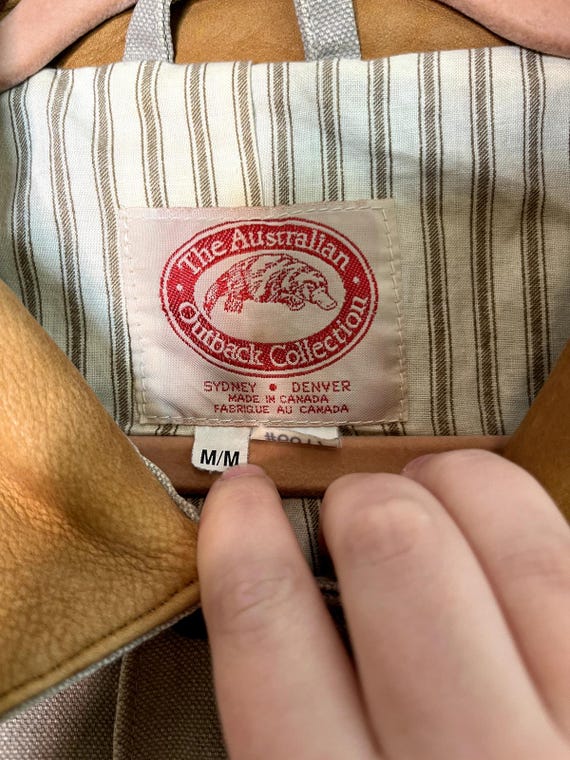 The Australian
Outback Collection
SYDNEY • DENVER
MADE IN CANADA
FABRIQUE AU CANADA
M/M